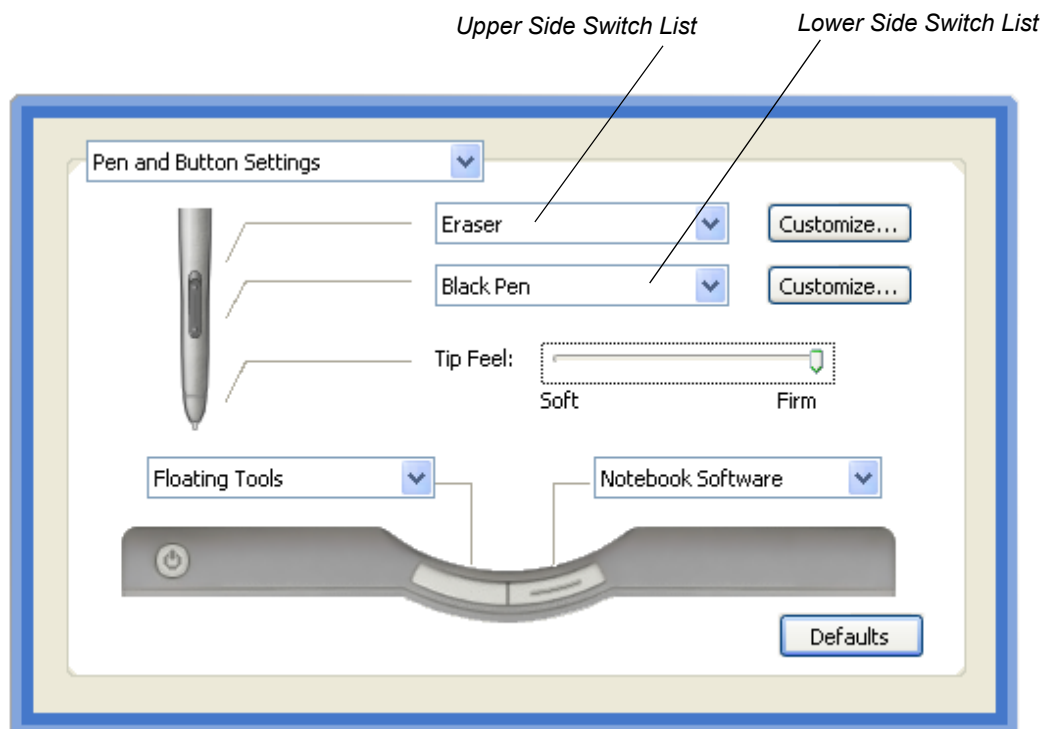 Upper Side Switch List
Lower Side Switch List
Pen and Button Settings
Eraser
Customize...
Black Pen
Customize...
Tip Feel:
Soft
Firm
Floating Tools
Notebook Software
Defaults